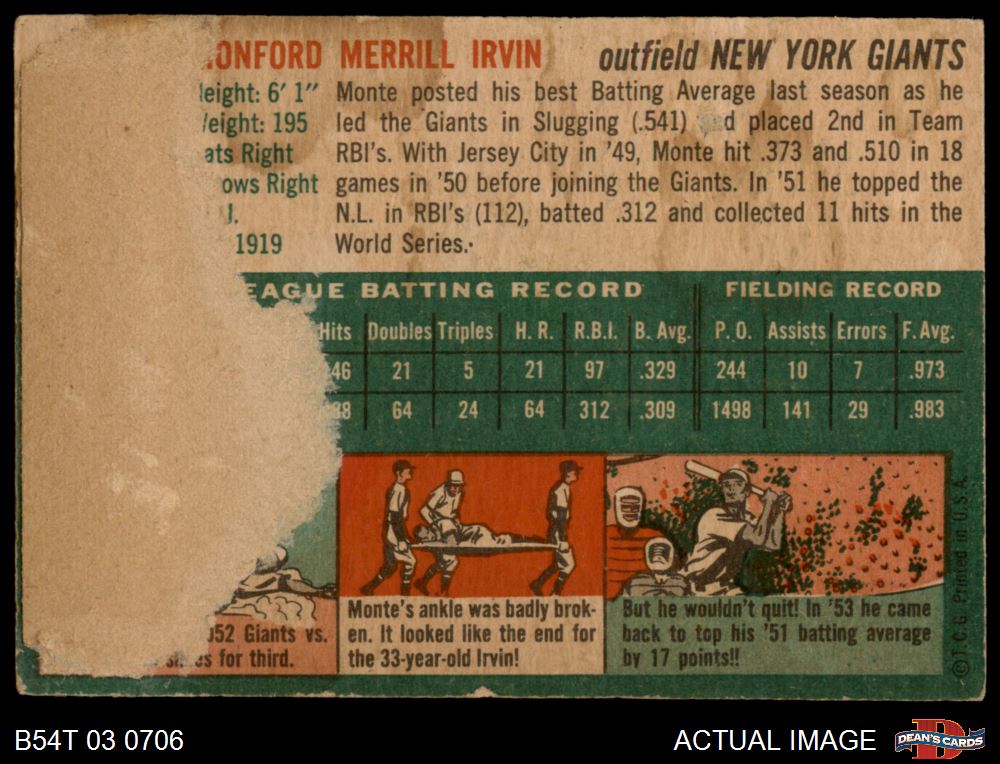 ONFORD MERRILL IRVIN outfield NEW YORK GIANTS
eight: 6' 1"
eight: 195
ats Right
ows Right
J.
1919
Monte posted his best Batting Average last season as he
led the Giants in Slugging (.541) d placed 2nd in Team
RBI's. With Jersey City in '49, Monte hit .373 and .510 in 18
games in '50 before joining the Giants. In '51 he topped the
N.L. in RBI's (112), batted .312 and collected 11 hits in the
World Series.
EAGUE BATTING RECORD FIELDING RECORD
Hits Doubles Triples H. R. R.B.I. B. Avg. P. O. Assists Errors F. Avg.
46 21 5 21 97 .329 244 10 7 .973
88 64 24 64 312 .309 1498 141 29 .983
52 Giants vs.
s for third.
Monte's ankle was badly brok-
en. It looked like the end for
the 33-year-old Irvin!
But he wouldn't quit! In '53 he came
back to top his '51 batting average
by 17 points!!
©T.C.G. Printed in U.S.A.
B54T 03 0706
ACTUAL IMAGE
D
DEAN'S CARDS